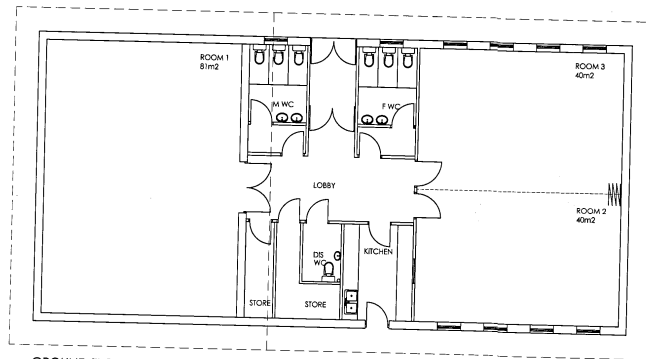 ROOM 1
81m2
M WC
F WC
ROOM 3
40m2
LOBBY
ROOM 2
40m2
DIS
WC
KITCHEN
STORE
STORE